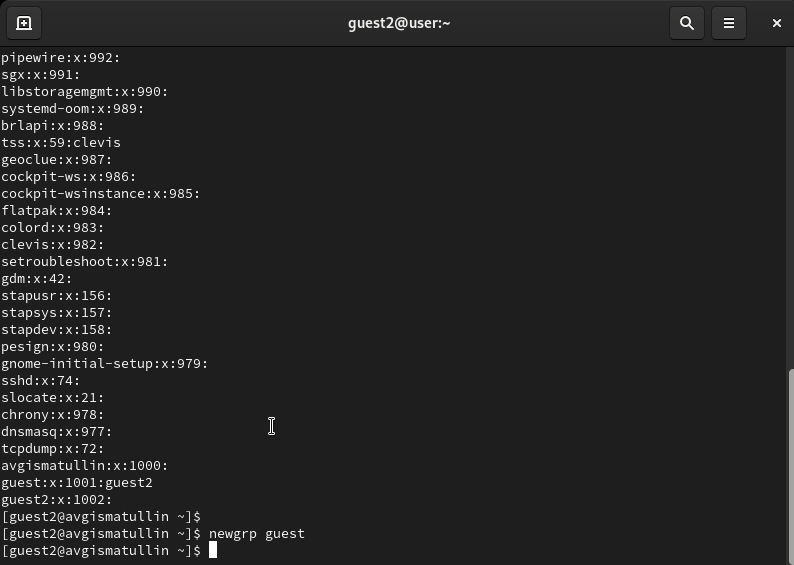 guest2@user:~
pipewire:x:992:
sgx:x:991:
libstoragemgmt:x:990:
systemd-oom:x:989:
brlapi:x:988:
tss:x:59:clevis
geoclue:x:987:
cockpit-ws:x:986:
cockpit-wsinstance:x:985:
flatpak:x:984:
colord:x:983:
clevis:x:982:
setroubleshoot:x:981:
gdm:x:42:
stapusr:x:156:
stapsys:x:157:
stapdev:x:158:
pesign:x:980:
gnome-initial-setup:x:979:
sshd:x:74:
slocate:x:21:
chrony:x:978:
dnsmasq:x:977:
tcpdump:x:72:
avgismatullin:x:1000:
guest:x:1001:guest2
guest2:x:1002:
[guest2@avgismatullin ~]$
[guest2@avgismatullin ~]$ newgrp guest
[guest2@avgismatullin ~]$